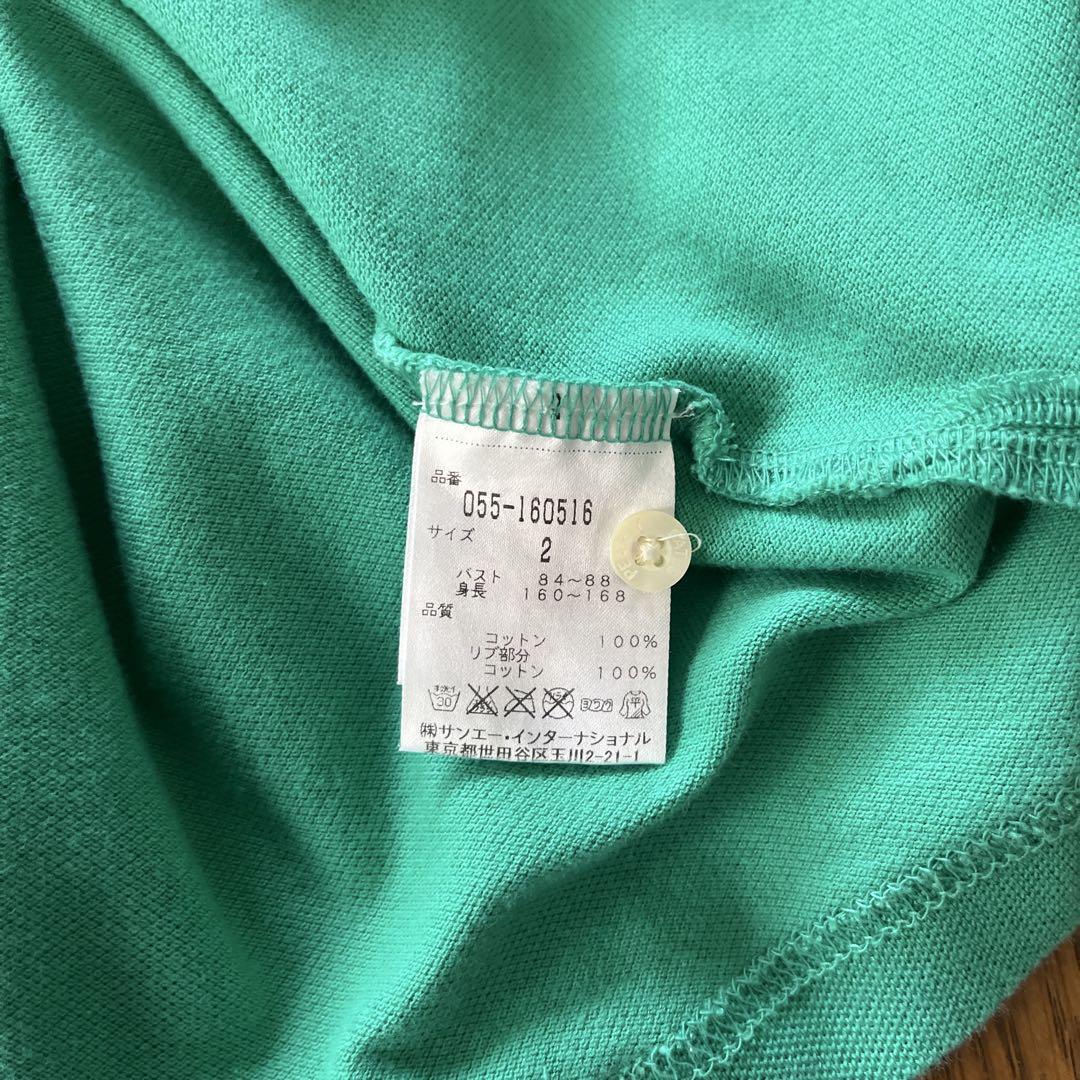 品番
055-160516
サイズ
2
バスト 84～88
身長 160～168
品質
コットン 100%
リブ部分
コットン 100%
手洗イ 30
ヨワク 平
㈱サンエー・インターナショナル
東京都世田谷区玉川2-21-1